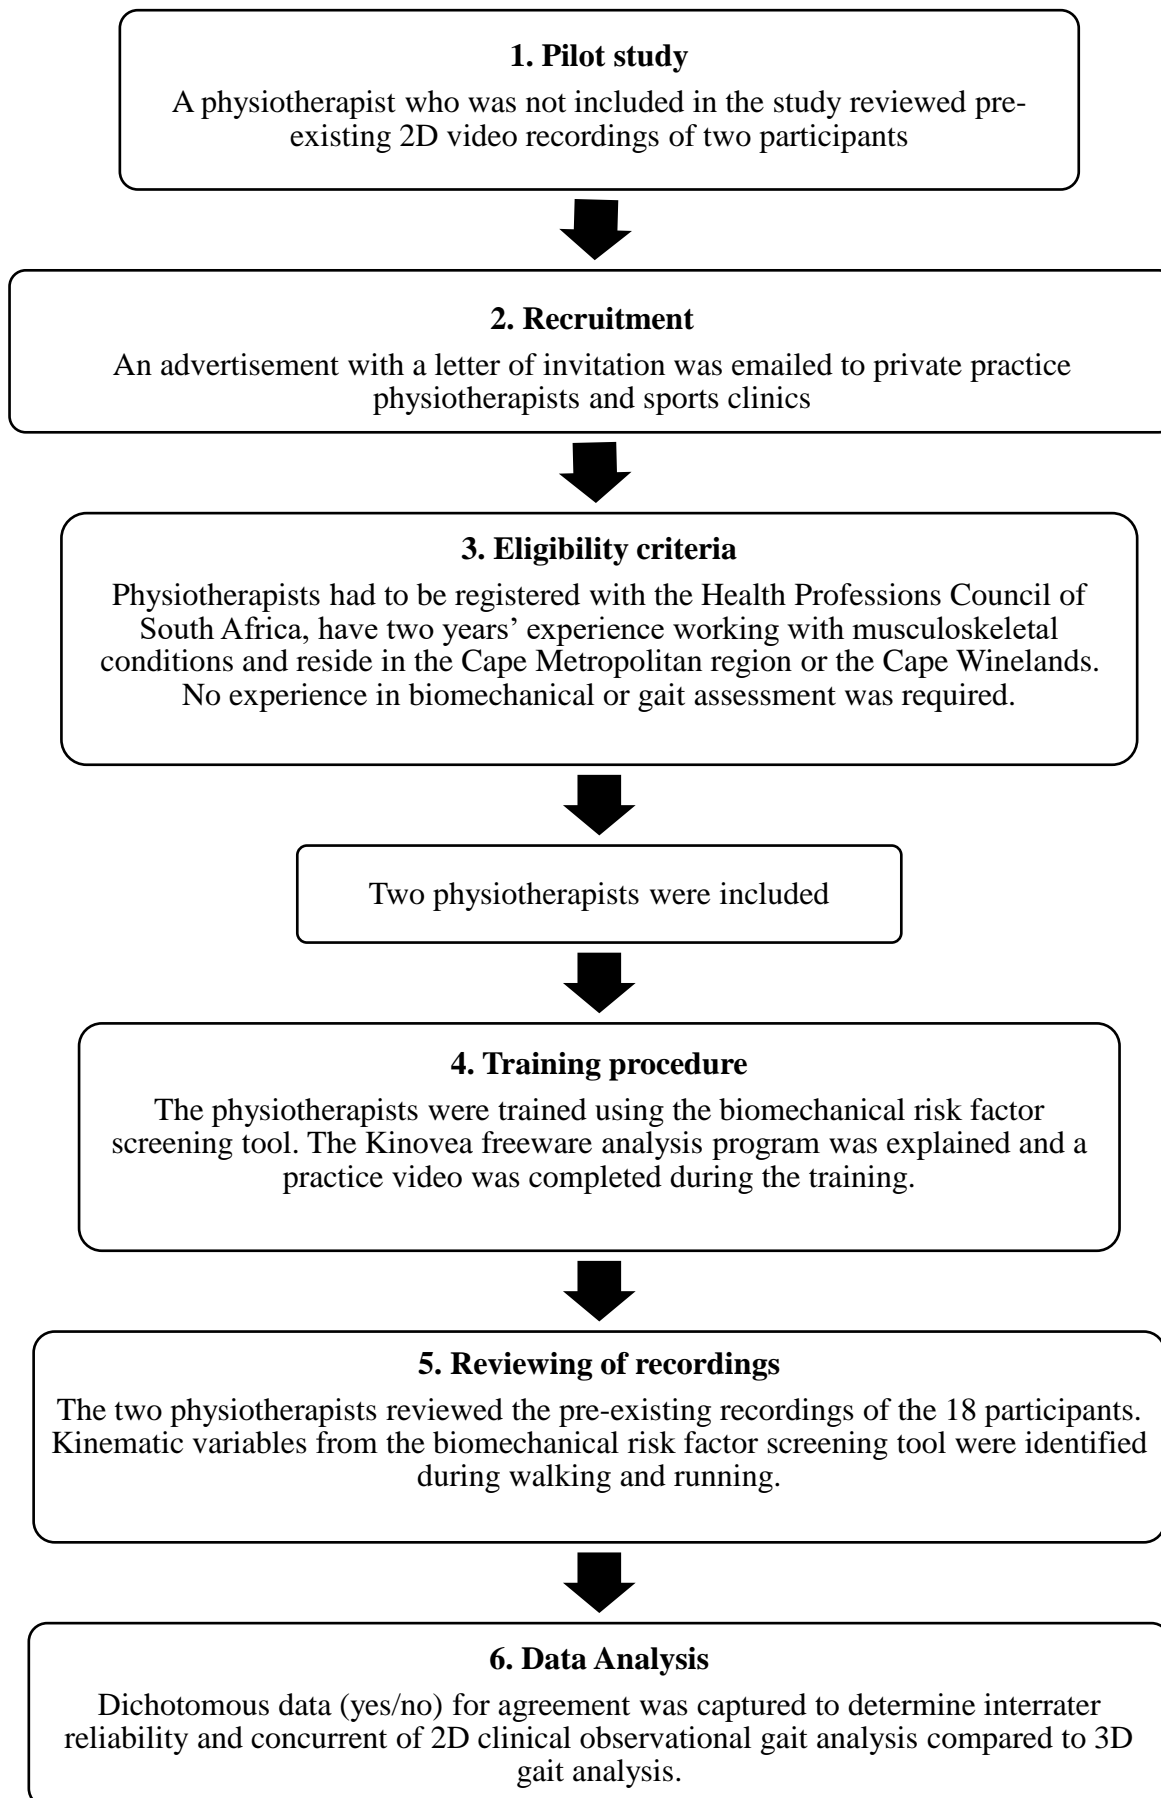 1. Pilot study
A physiotherapist who was not included in the study reviewed pre-
existing 2D video recordings of two participants
2. Recruitment
An advertisement with a letter of invitation was emailed to private practice
physiotherapists and sports clinics
3. Eligibility criteria
Physiotherapists had to be registered with the Health Professions Council of
South Africa, have two years’ experience working with musculoskeletal
conditions and reside in the Cape Metropolitan region or the Cape Winelands.
No experience in biomechanical or gait assessment was required.
Two physiotherapists were included
4. Training procedure
The physiotherapists were trained using the biomechanical risk factor
screening tool. The Kinovea freeware analysis program was explained and a
practice video was completed during the training.
5. Reviewing of recordings
The two physiotherapists reviewed the pre-existing recordings of the 18 participants.
Kinematic variables from the biomechanical risk factor screening tool were identified
during walking and running.
6. Data Analysis
Dichotomous data (yes/no) for agreement was captured to determine interrater
reliability and concurrent of 2D clinical observational gait analysis compared to 3D
gait analysis.